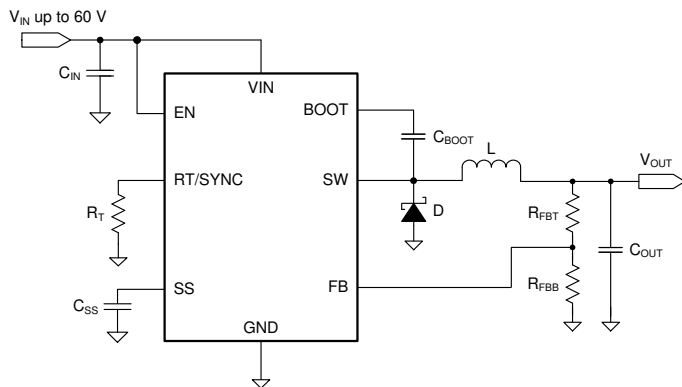 V_IN up to 60 V
C_IN
VIN
EN
BOOT
C_BOOT
L
V_OUT
RT/SYNC
SW
R_T
D
R_FBT
C_OUT
SS
FB
R_FBB
C_SS
GND